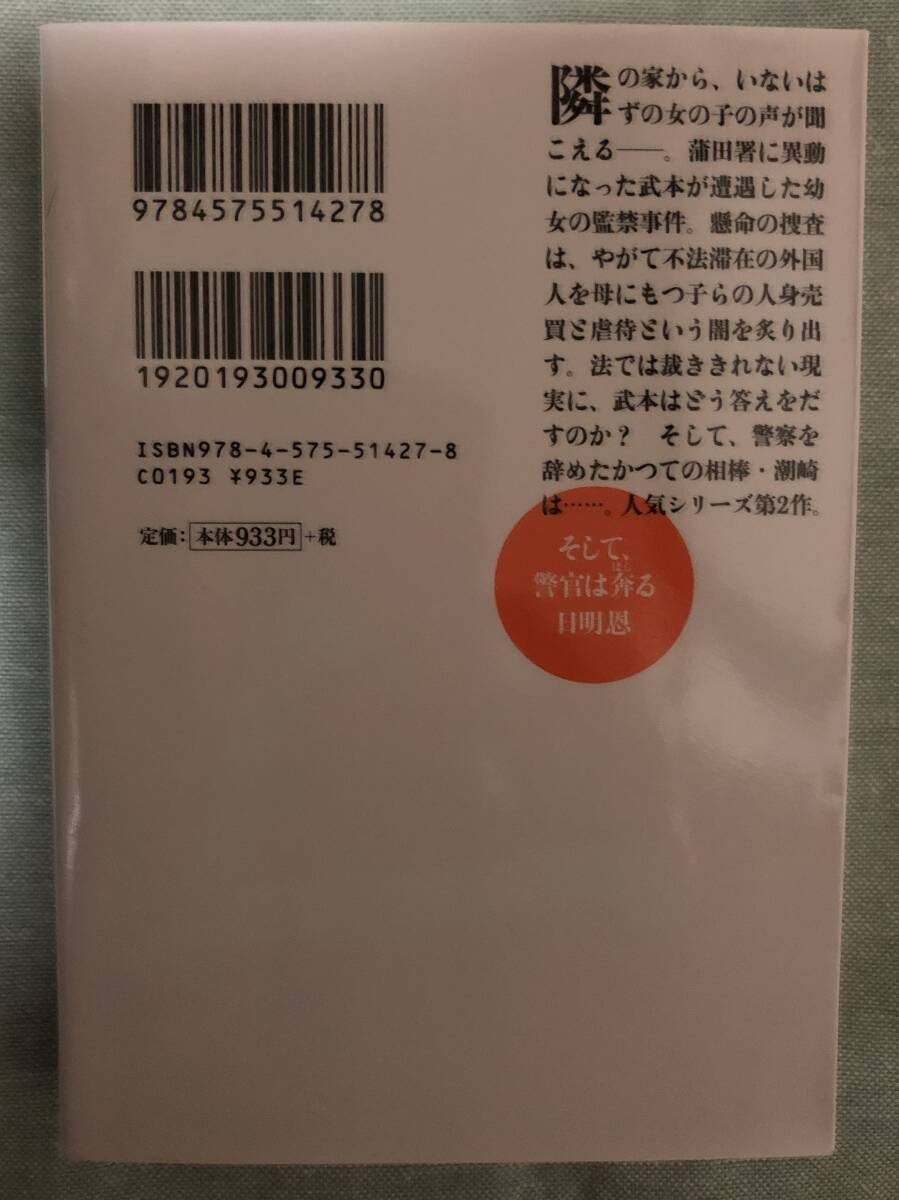 9784575514278
1920193009330
ISBN978-4-575-51427-8
C0193 ¥933E
定価：本体933円+税
隣の家から、いないは
ずの女の子の声が聞
こえる――。蒲田署に異動
になった武本が遭遇した幼
女の監禁事件。懸命の捜査
は、やがて不法滞在の外国
人を母にもつ子らの人身売
買と虐待という闇を炙り出
す。法では裁ききれない現
実に、武本はどう答えをだ
すのか？　そして、警察を
辞めたかつての相棒・潮崎
は……。人気シリーズ第2作。
そして、
警官は奔る
はし
日明恩